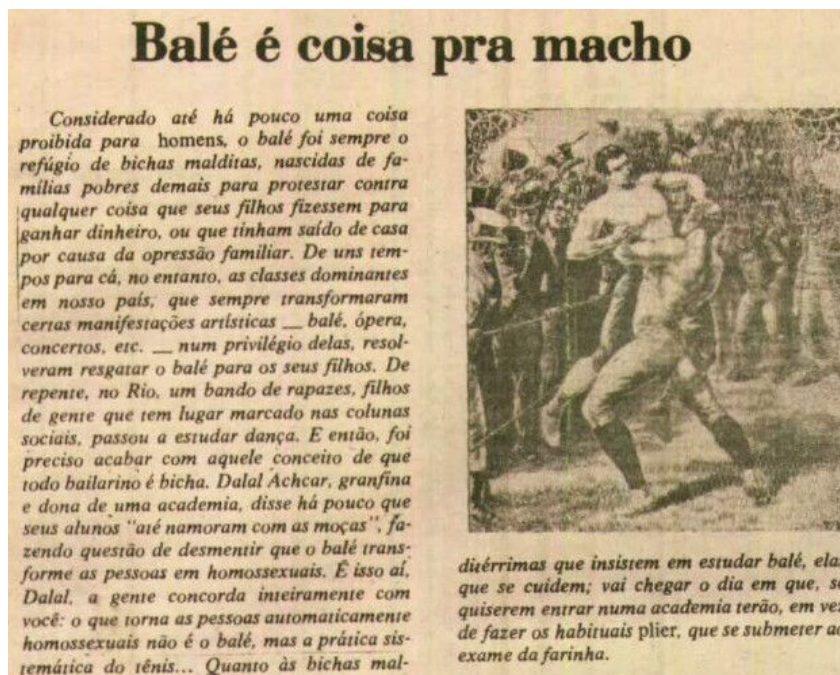 Balé é coisa pra macho
Considerado até há pouco uma coisa
proibida para homens, o balé foi sempre o
refúgio de bichas malditas, nascidas de fa-
mílias pobres demais para protestar contra
qualquer coisa que seus filhos fizessem para
ganhar dinheiro, ou que tinham saído de casa
por causa da opressão familiar. De uns tem-
pos para cá, no entanto, as classes dominantes
em nosso país, que sempre transformaram
certas manifestações artísticas __ balé, ópera,
concertos, etc. __ num privilégio delas, resol-
veram resgatar o balé para os seus filhos. De
repente, no Rio, um bando de rapazes, filhos
de gente que tem lugar marcado nas colunas
sociais, passou a estudar dança. E então, foi
preciso acabar com aquele conceito de que
todo bailarino é bicha. Dalal Achcar, granfina
e dona de uma academia, disse há pouco que
seus alunos "até namoram com as moças", fa-
zendo questão de desmentir que o balé trans-
forme as pessoas em homossexuais. É isso aí,
Dalal, a gente concorda inteiramente com
você: o que torna as pessoas automaticamente
homossexuais não é o balé, mas a prática sis-
temática do tênis... Quanto às bichas mal-
ditérrimas que insistem em estudar balé, elas
que se cuidem; vai chegar o dia em que, se
quiserem entrar numa academia terão, em vez
de fazer os habituais plier, que se submeter ao
exame da farinha.